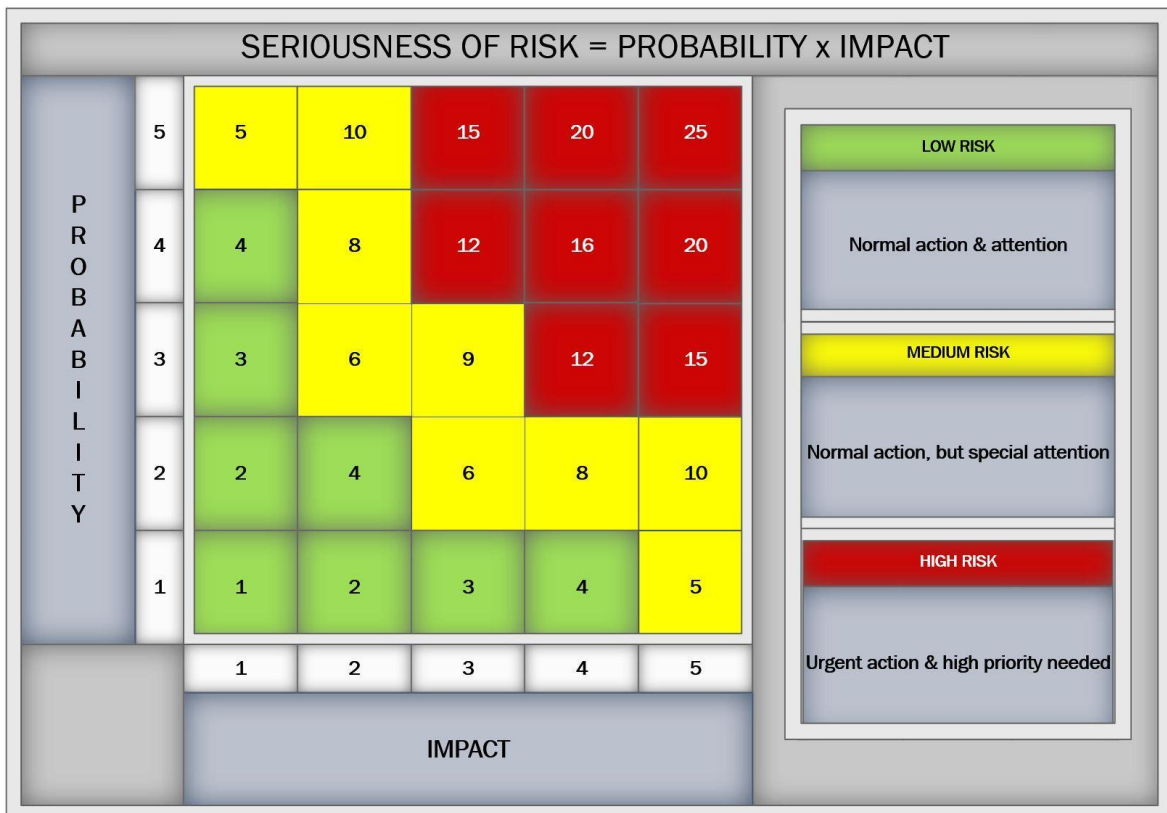 SERIOUSNESS OF RISK = PROBABILITY x IMPACT
PROBABILITY
5 5 10 15 20 25
4 4 8 12 16 20
3 3 6 9 12 15
2 2 4 6 8 10
1 1 2 3 4 5
1 2 3 4 5
IMPACT
LOW RISK
Normal action & attention
MEDIUM RISK
Normal action, but special attention
HIGH RISK
Urgent action & high priority needed